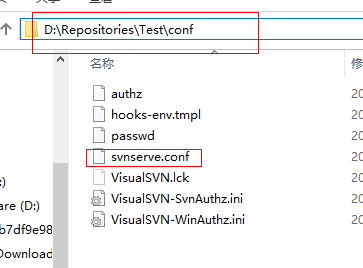 D:\Repositories\Test\conf
名称
authz
20
hooks-env.tmpl
20
passwd
20
svnserve.conf
20
VisualSVN.lck
20
VisualSVN-SvnAuthz.ini
20
VisualSVN-WinAuthz.ini
20
are (D:)
b7df9e98
Download